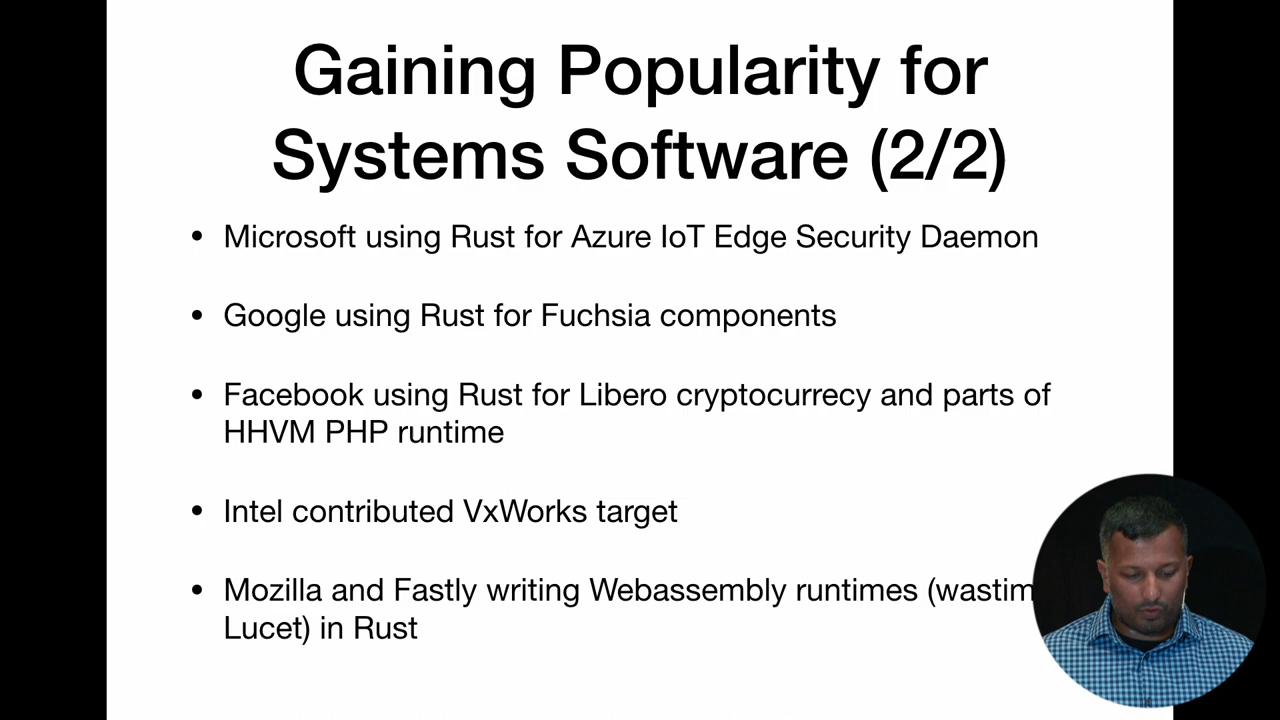 Gaining Popularity for
Systems Software (2/2)
• Microsoft using Rust for Azure IoT Edge Security Daemon
• Google using Rust for Fuchsia components
• Facebook using Rust for Libero cryptocurrecy and parts of
HHVM PHP runtime
• Intel contributed VxWorks target
• Mozilla and Fastly writing Webassembly runtimes (wastim
Lucet) in Rust